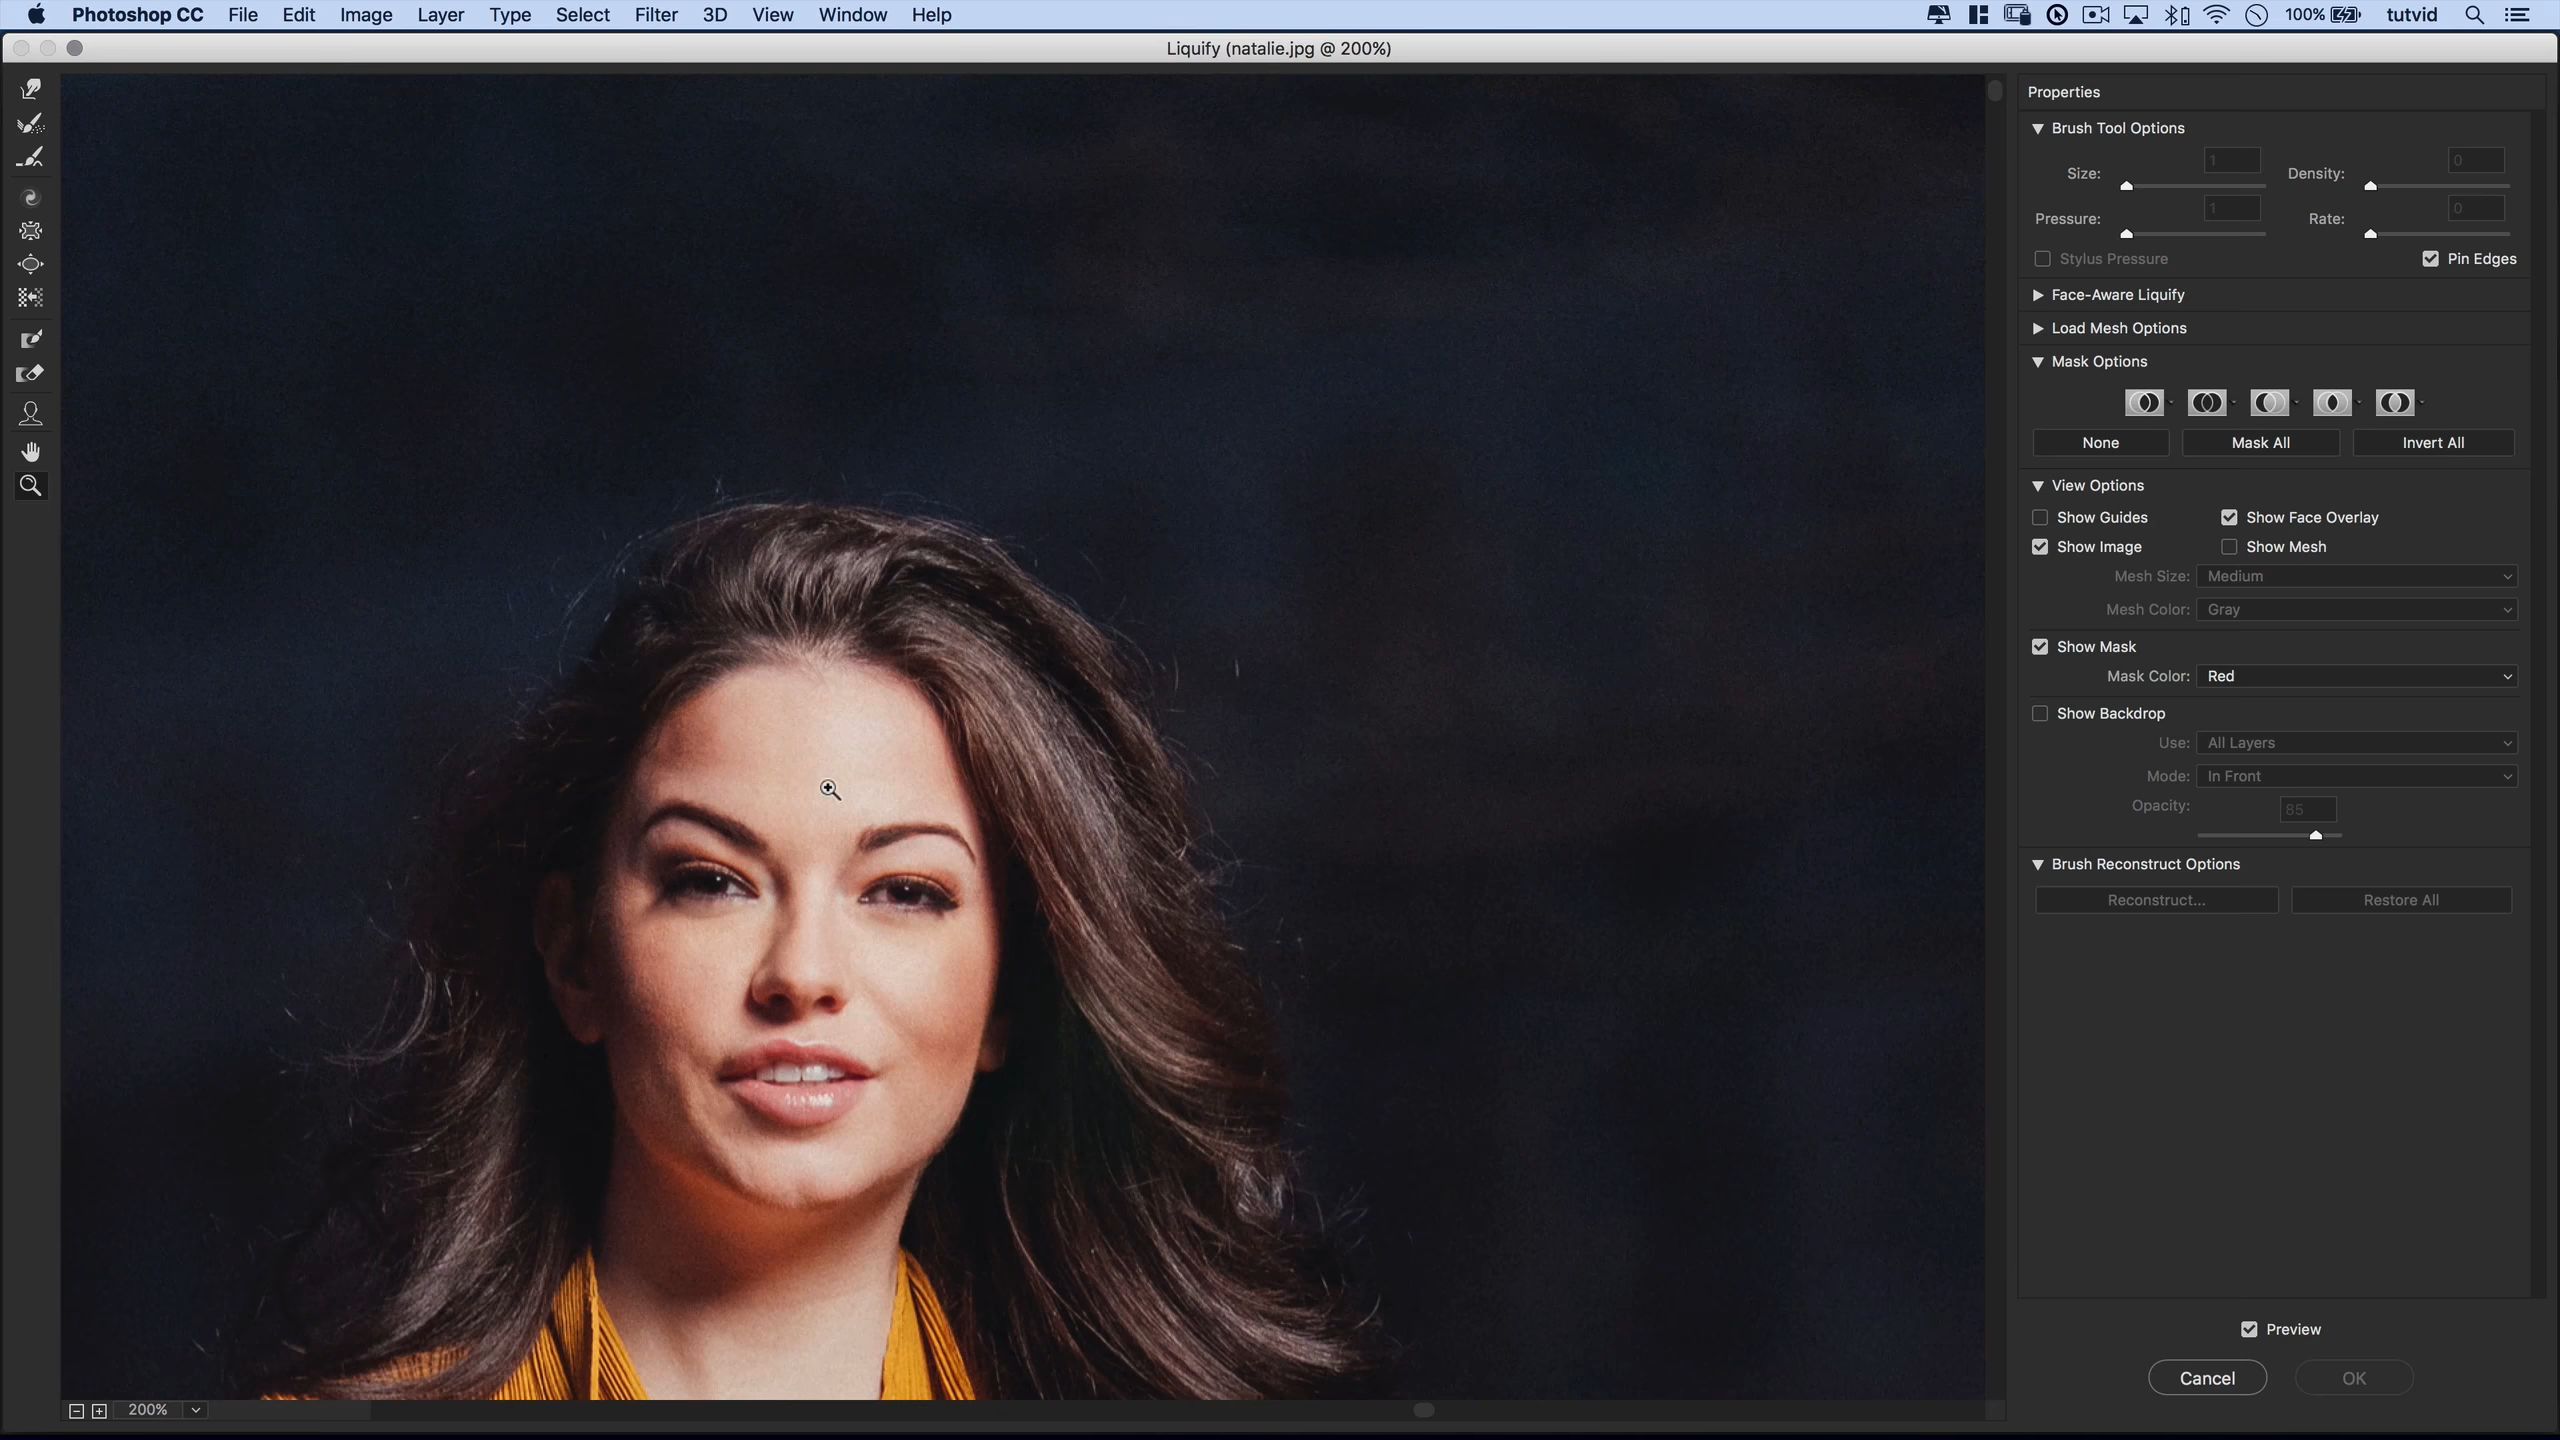 Photoshop CC File Edit Image Layer Type Select Filter 3D View Window Help 100% tutvid
Liquify (natalie.jpg @ 200%)
Properties
Brush Tool Options
Size: 1 Density: 0
Pressure: 1 Rate: 0
Stylus Pressure Pin Edges
Face-Aware Liquify
Load Mesh Options
Mask Options
None Mask All Invert All
View Options
Show Guides Show Face Overlay
Show Image Show Mesh
Mesh Size: Medium
Mesh Color: Gray
Show Mask
Mask Color: Red
Show Backdrop
Use: All Layers
Mode: In Front
Opacity: 85
Brush Reconstruct Options
Reconstruct... Restore All
Preview
Cancel OK
200%